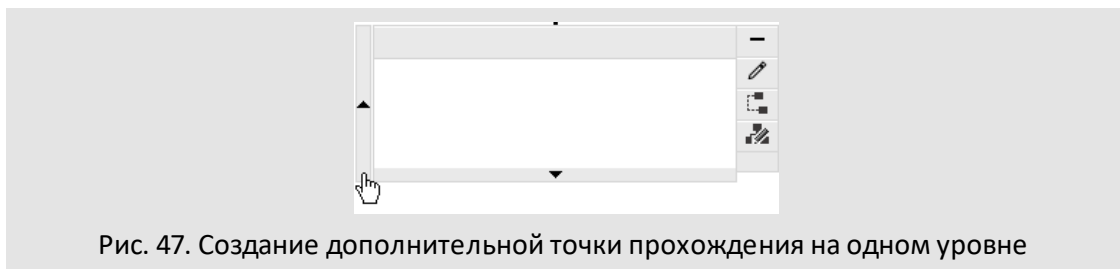 Рис. 47. Создание дополнительной точки прохождения на одном уровне